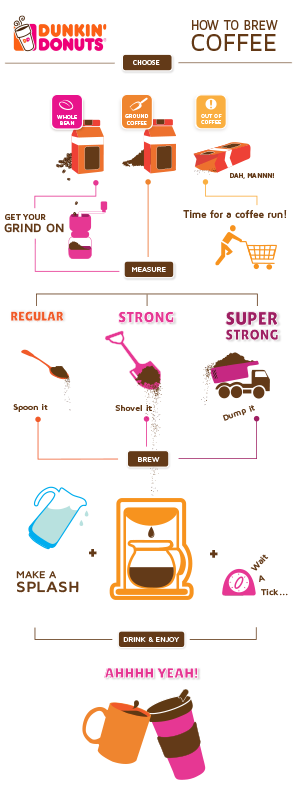 DUNKIN'
DONUTS
HOW TO BREW
COFFEE
CHOOSE
WHOLE
BEAN
GROUND
COFFEE
OUT OF
COFFEE
DAH, MANNN!
GET YOUR
GRIND ON
Time for a coffee run!
MEASURE
REGULAR
STRONG
SUPER
STRONG
Spoon it
Shovel it
Dump it
BREW
MAKE A
SPLASH
Wait
A
Tick...
DRINK & ENJOY
AHHHH YEAH!